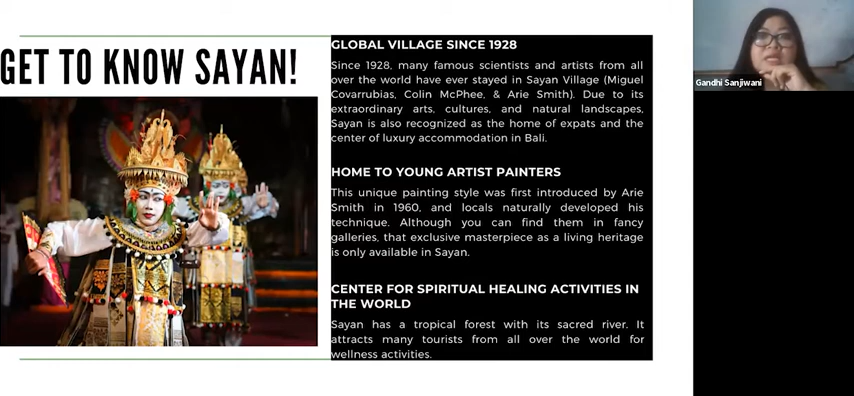 GET TO KNOW SAYAN!
GLOBAL VILLAGE SINCE 1928
Since 1928, many famous scientists and artists from all
over the world have ever stayed in Sayan Village (Miguel
Covarrubias, Colin McPhee, & Arie Smith). Due to its
extraordinary arts, cultures, and natural landscapes,
Sayan is also recognized as the home of expats and the
center of luxury accommodation in Bali.
HOME TO YOUNG ARTIST PAINTERS
This unique painting style was first introduced by Arie
Smith in 1960, and locals naturally developed his
technique. Although you can find them in fancy
galleries, that exclusive masterpiece as a living heritage
is only available in Sayan.
CENTER FOR SPIRITUAL HEALING ACTIVITIES IN
THE WORLD
Sayan has a tropical forest with its sacred river. It
attracts many tourists from all over the world for
wellness activities.
Gandhi Sanjiwani